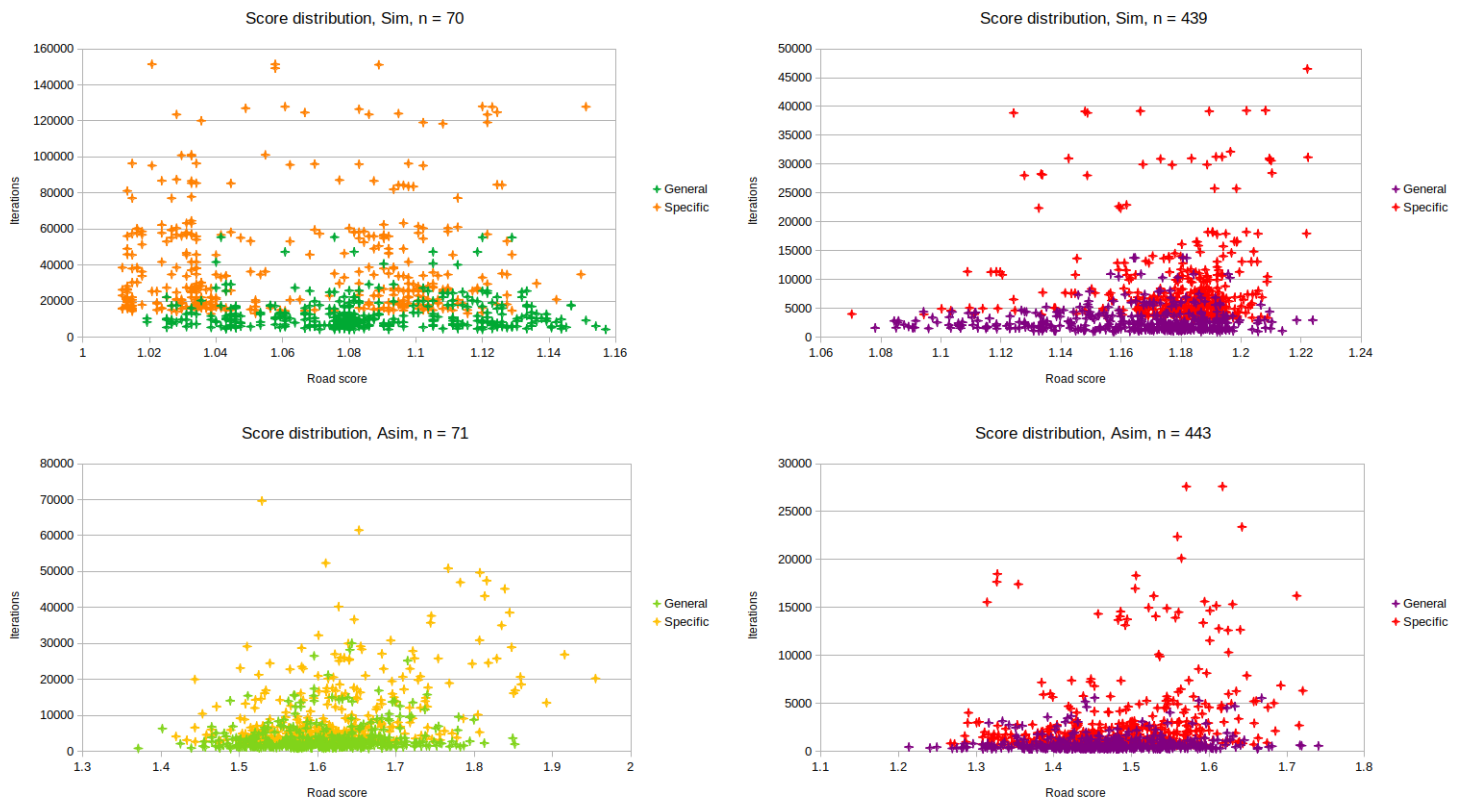 Score distribution, Sim, n = 70
160000
140000
120000
100000
80000
60000
40000
20000
0
Iterations
1 1.02 1.04 1.06 1.08 1.1 1.12 1.14 1.16
Road score
General
Specific
Score distribution, Sim, n = 439
50000
45000
40000
35000
30000
25000
20000
15000
10000
5000
0
Iterations
1.06 1.08 1.1 1.12 1.14 1.16 1.18 1.2 1.22 1.24
Road score
General
Specific
Score distribution, Asim, n = 71
80000
70000
60000
50000
40000
30000
20000
10000
0
Iterations
1.3 1.4 1.5 1.6 1.7 1.8 1.9 2
Road score
General
Specific
Score distribution, Asim, n = 443
30000
25000
20000
15000
10000
5000
0
Iterations
1.1 1.2 1.3 1.4 1.5 1.6 1.7 1.8
Road score
General
Specific